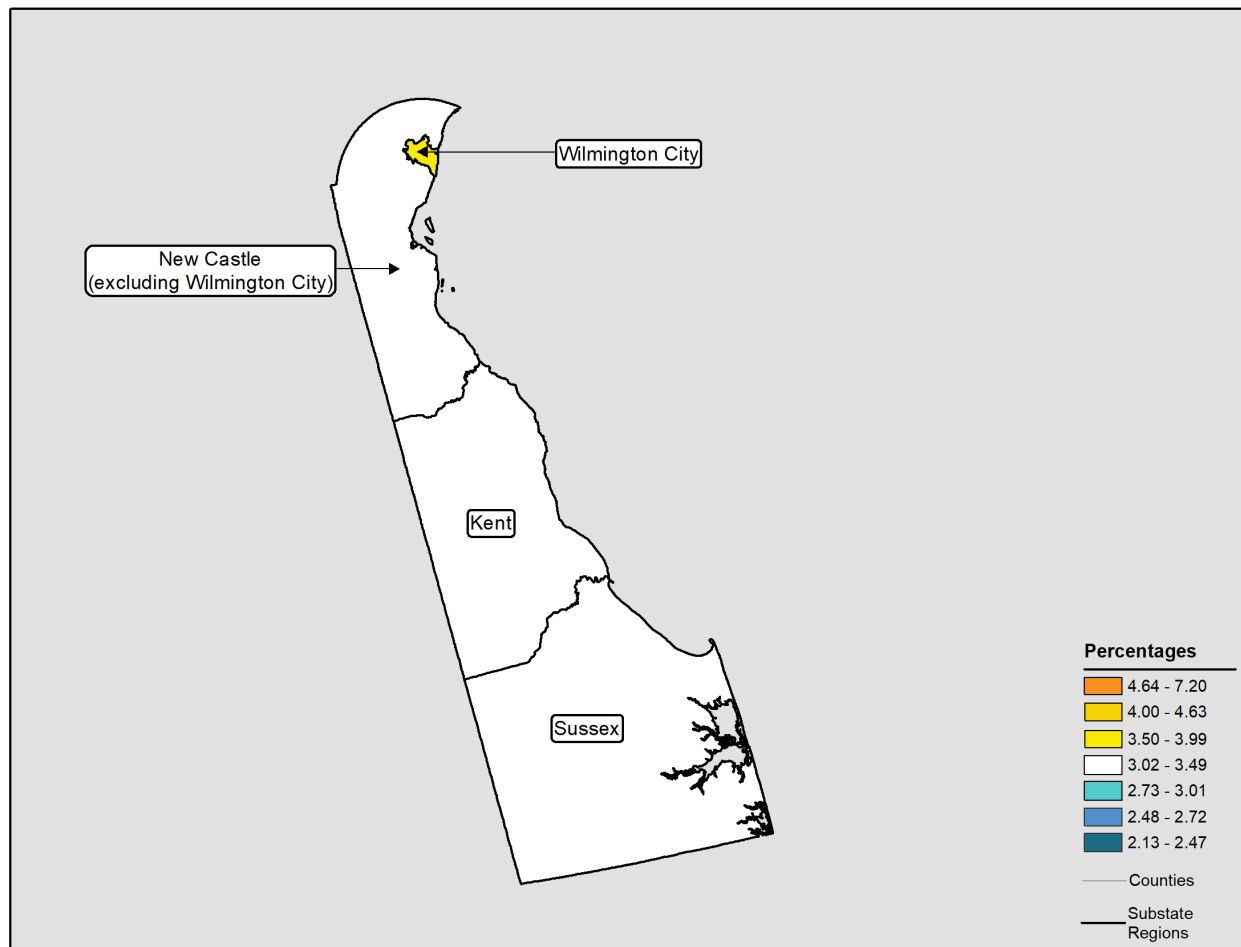 Wilmington City
New Castle
(excluding Wilmington City)
Kent
Sussex
Percentages
4.64 - 7.20
4.00 - 4.63
3.50 - 3.99
3.02 - 3.49
2.73 - 3.01
2.48 - 2.72
2.13 - 2.47
Counties
Substate
Regions